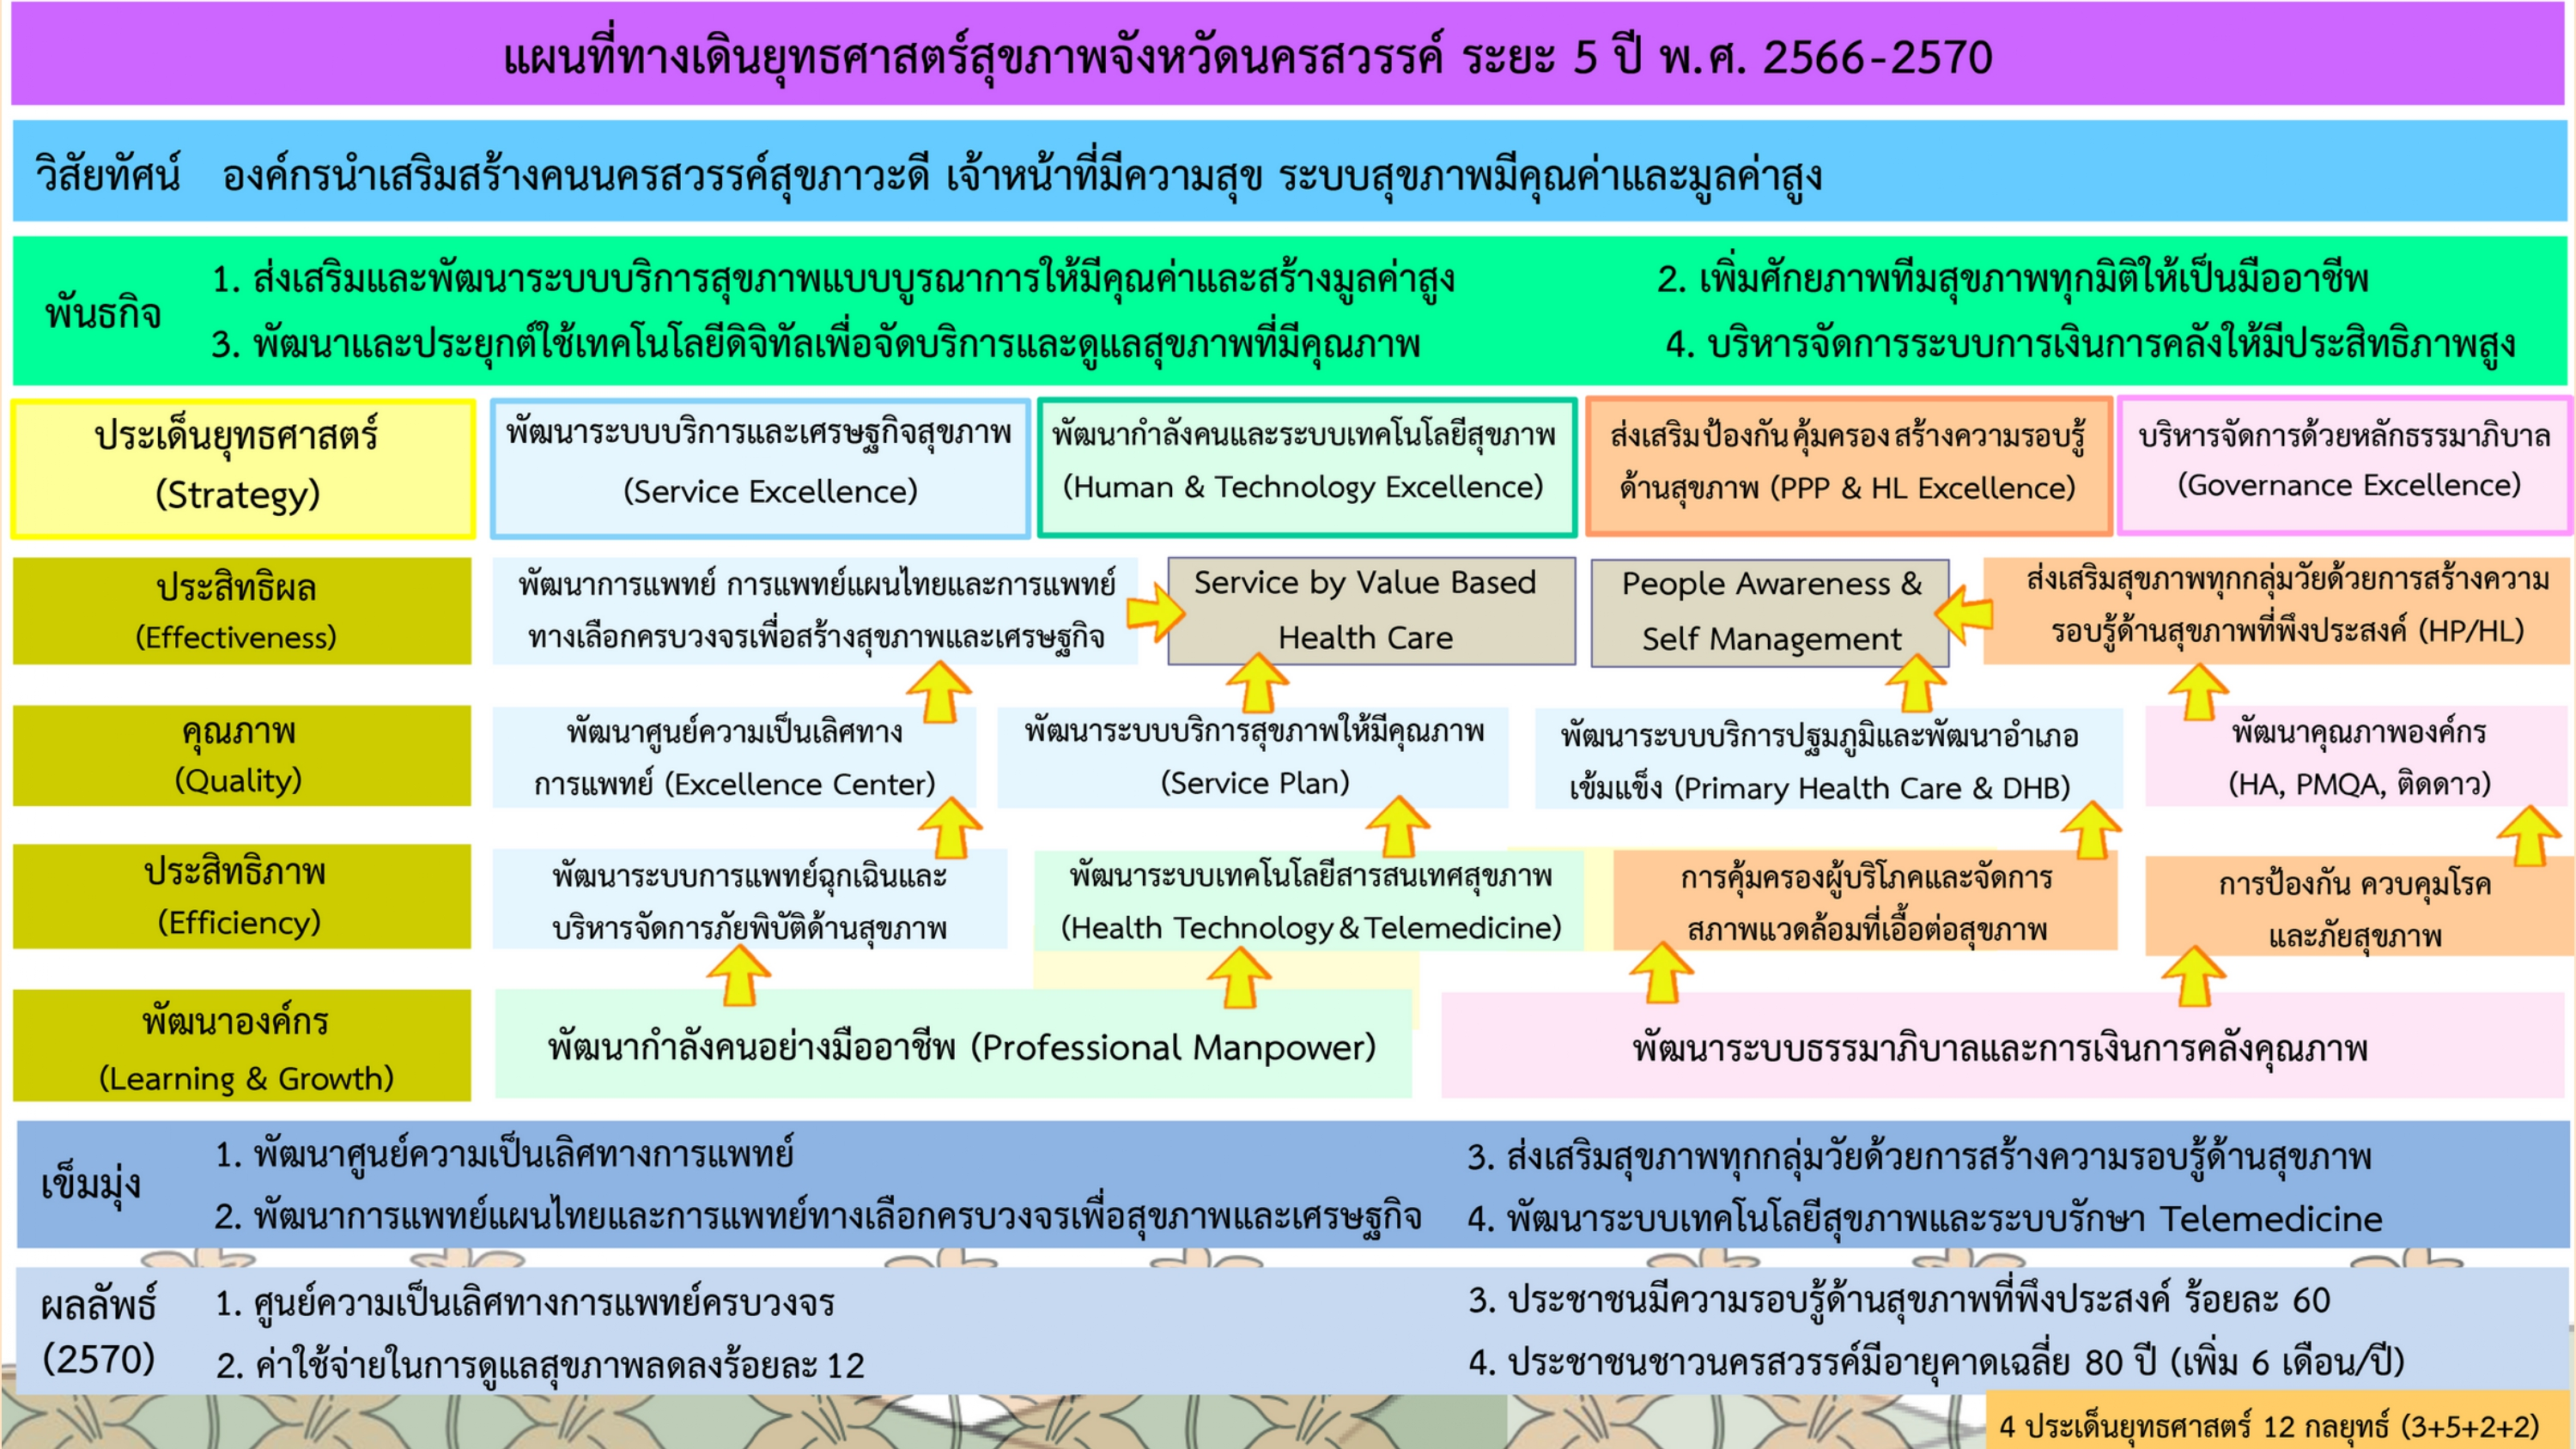 แผนที่ทางเดินยุทธศาสตร์สุขภาพจังหวัดนครสวรรค์ ระยะ 5 ปี พ.ศ. 2566-2570
วิสัยทัศน์ องค์กรนำเสริมสร้างคนนครสวรรค์สุขภาวะดี เจ้าหน้าที่มีความสุข ระบบสุขภาพมีคุณค่าและมูลค่าสูง
พันธกิจ
1. ส่งเสริมและพัฒนาระบบบริการสุขภาพแบบบูรณาการให้มีคุณค่าและสร้างมูลค่าสูง
2. เพิ่มศักยภาพทีมสุขภาพทุกมิติให้เป็นมืออาชีพ
3. พัฒนาและประยุกต์ใช้เทคโนโลยีดิจิทัลเพื่อจัดบริการและดูแลสุขภาพที่มีคุณภาพ
4. บริหารจัดการระบบการเงินการคลังให้มีประสิทธิภาพสูง
ประเด็นยุทธศาสตร์
(Strategy)
พัฒนาระบบบริการและเศรษฐกิจสุขภาพ
(Service Excellence)
พัฒนากำลังคนและระบบเทคโนโลยีสุขภาพ
(Human & Technology Excellence)
ส่งเสริม ป้องกัน คุ้มครอง สร้างความรอบรู้
ด้านสุขภาพ (PPP & HL Excellence)
บริหารจัดการด้วยหลักธรรมาภิบาล
(Governance Excellence)
ประสิทธิผล
(Effectiveness)
พัฒนาการแพทย์ การแพทย์แผนไทยและการแพทย์
ทางเลือกครบวงจรเพื่อสร้างสุขภาพและเศรษฐกิจ
Service by Value Based
Health Care
People Awareness &
Self Management
ส่งเสริมสุขภาพทุกกลุ่มวัยด้วยการสร้างความ
รอบรู้ด้านสุขภาพที่พึงประสงค์ (HP/HL)
คุณภาพ
(Quality)
พัฒนาศูนย์ความเป็นเลิศทาง
การแพทย์ (Excellence Center)
พัฒนาระบบบริการสุขภาพให้มีคุณภาพ
(Service Plan)
พัฒนาระบบบริการปฐมภูมิและพัฒนาอำเภอ
เข้มแข็ง (Primary Health Care & DHB)
พัฒนาคุณภาพองค์กร
(HA, PMQA, ติดดาว)
ประสิทธิภาพ
(Efficiency)
พัฒนาระบบการแพทย์ฉุกเฉินและ
บริหารจัดการภัยพิบัติด้านสุขภาพ
พัฒนาระบบเทคโนโลยีสารสนเทศสุขภาพ
(Health Technology & Telemedicine)
การคุ้มครองผู้บริโภคและจัดการ
สภาพแวดล้อมที่เอื้อต่อสุขภาพ
การป้องกัน ควบคุมโรค
และภัยสุขภาพ
พัฒนาองค์กร
(Learning & Growth)
พัฒนากำลังคนอย่างมืออาชีพ (Professional Manpower)
พัฒนาระบบธรรมาภิบาลและการเงินการคลังคุณภาพ
เข็มมุ่ง
1. พัฒนาศูนย์ความเป็นเลิศทางการแพทย์
2. พัฒนาการแพทย์แผนไทยและการแพทย์ทางเลือกครบวงจรเพื่อสุขภาพและเศรษฐกิจ
3. ส่งเสริมสุขภาพทุกกลุ่มวัยด้วยการสร้างความรอบรู้ด้านสุขภาพ
4. พัฒนาระบบเทคโนโลยีสุขภาพและระบบรักษา Telemedicine
ผลลัพธ์
(2570)
1. ศูนย์ความเป็นเลิศทางการแพทย์ครบวงจร
2. ค่าใช้จ่ายในการดูแลสุขภาพลดลงร้อยละ 12
3. ประชาชนมีความรอบรู้ด้านสุขภาพที่พึงประสงค์ ร้อยละ 60
4. ประชาชนชาวนครสวรรค์มีอายุคาดเฉลี่ย 80 ปี (เพิ่ม 6 เดือน/ปี)
4 ประเด็นยุทธศาสตร์ 12 กลยุทธ์ (3+5+2+2)